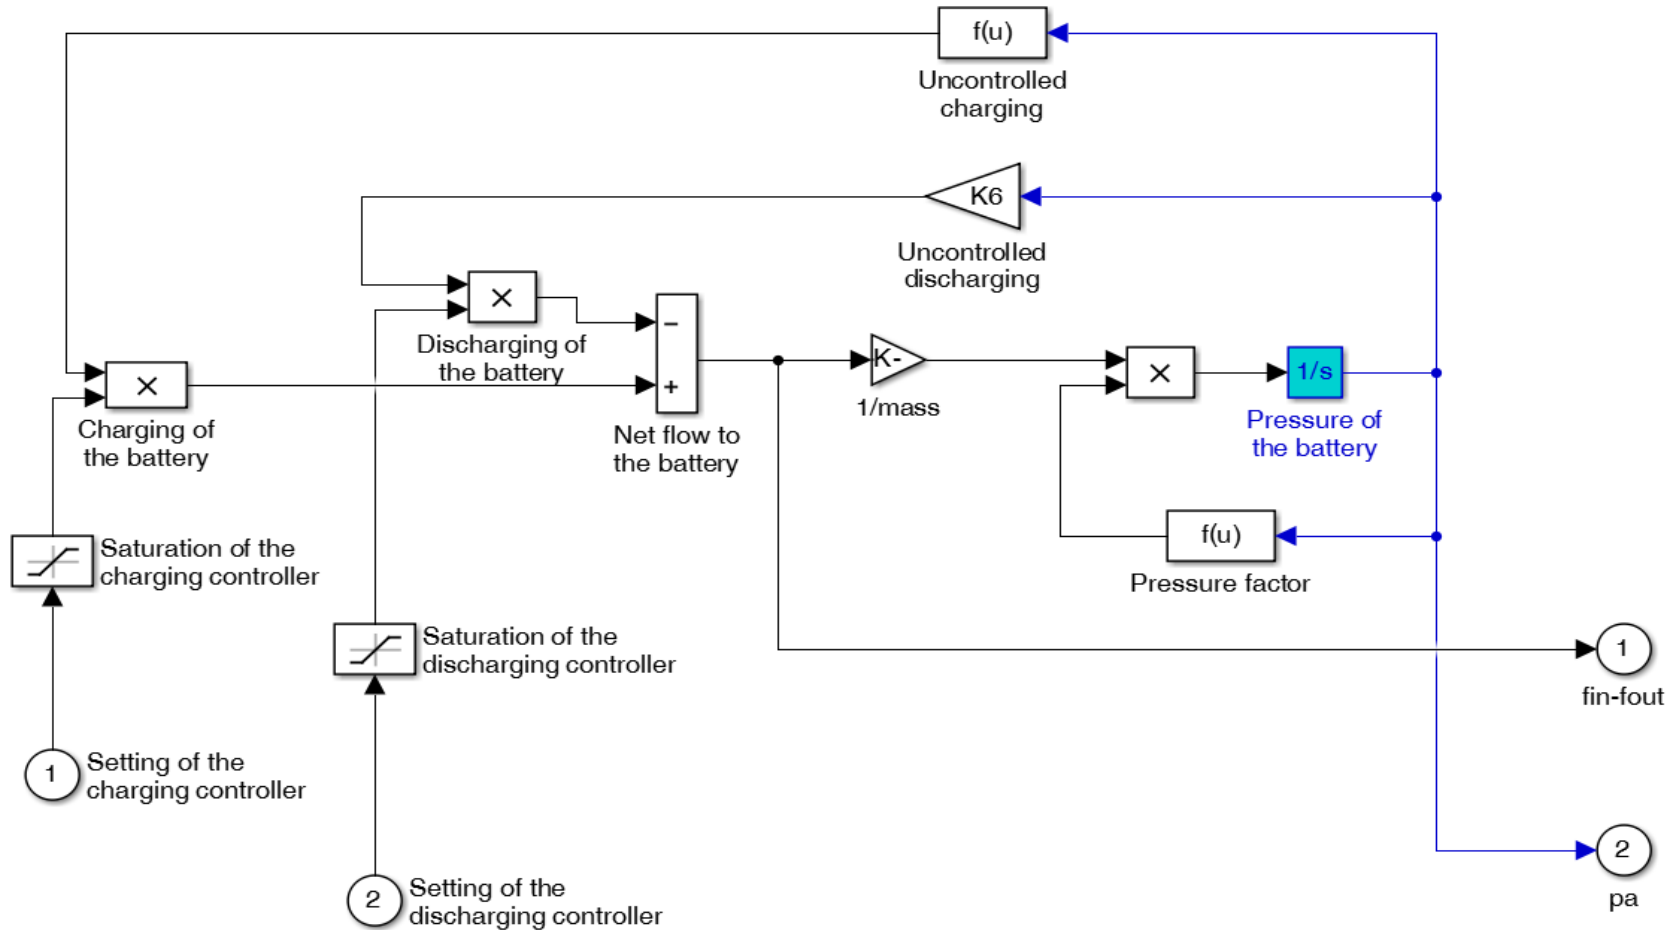 f(u)
Uncontrolled
charging
K6
Uncontrolled
discharging
×
Discharging of
the battery
−
+
Net flow to
the battery
×
Charging of
the battery
K-
1/mass
×
1/s
Pressure of
the battery
f(u)
Pressure factor
Saturation of the
charging controller
Saturation of the
discharging controller
1
fin-fout
1
Setting of the
charging controller
2
pa
2
Setting of the
discharging controller